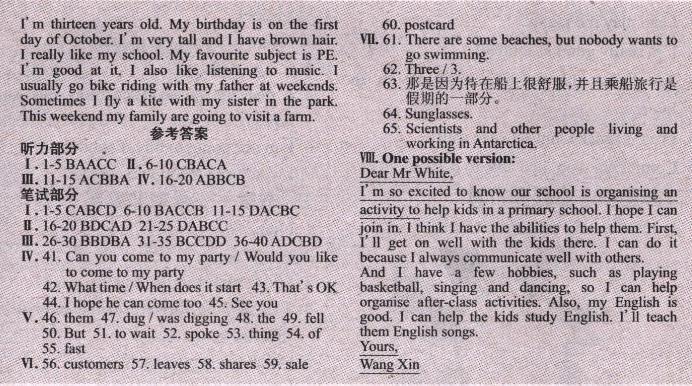 I'm thirteen years old. My birthday is on the first
day of October. I'm very tall and I have brown hair.
I really like my school. My favourite subject is PE.
I'm good at it, I also like listening to music. I
usually go bike riding with my father at weekends.
Sometimes I fly a kite with my sister in the park.
This weekend my family are going to visit a farm.
参考答案
听力部分
Ⅰ. 1-5 BAACC Ⅱ. 6-10 CBACA
Ⅲ. 11-15 ACBBA Ⅳ. 16-20 ABBCB
笔试部分
Ⅰ. 1-5 CABCD 6-10 BACCB 11-15 DACBC
Ⅱ. 16-20 BDCAD 21-25 DABCC
Ⅲ. 26-30 BBDBA 31-35 BCCDD 36-40 ADCBD
Ⅳ. 41. Can you come to my party / Would you like
to come to my party
42. What time / When does it start 43. That's OK
44. I hope he can come too 45. See you
Ⅴ. 46. them 47. dug / was digging 48. the 49. fell
50. But 51. to wait 52. spoke 53. thing 54. of
55. fast
Ⅵ. 56. customers 57. leaves 58. shares 59. sale
60. postcard
Ⅶ. 61. There are some beaches, but nobody wants to
go swimming.
62. Three / 3.
63. 那是因为待在船上很舒服,并且乘船旅行是
假期的一部分。
64. Sunglasses.
65. Scientists and other people living and
working in Antarctica.
Ⅷ. One possible version:
Dear Mr White,
I'm so excited to know our school is organising an
activity to help kids in a primary school. I hope I can
join in. I think I have the abilities to help them. First,
I'll get on well with the kids there. I can do it
because I always communicate well with others.
And I have a few hobbies, such as playing
basketball, singing and dancing, so I can help
organise after-class activities. Also, my English is
good. I can help the kids study English. I'll teach
them English songs.
Yours,
Wang Xin